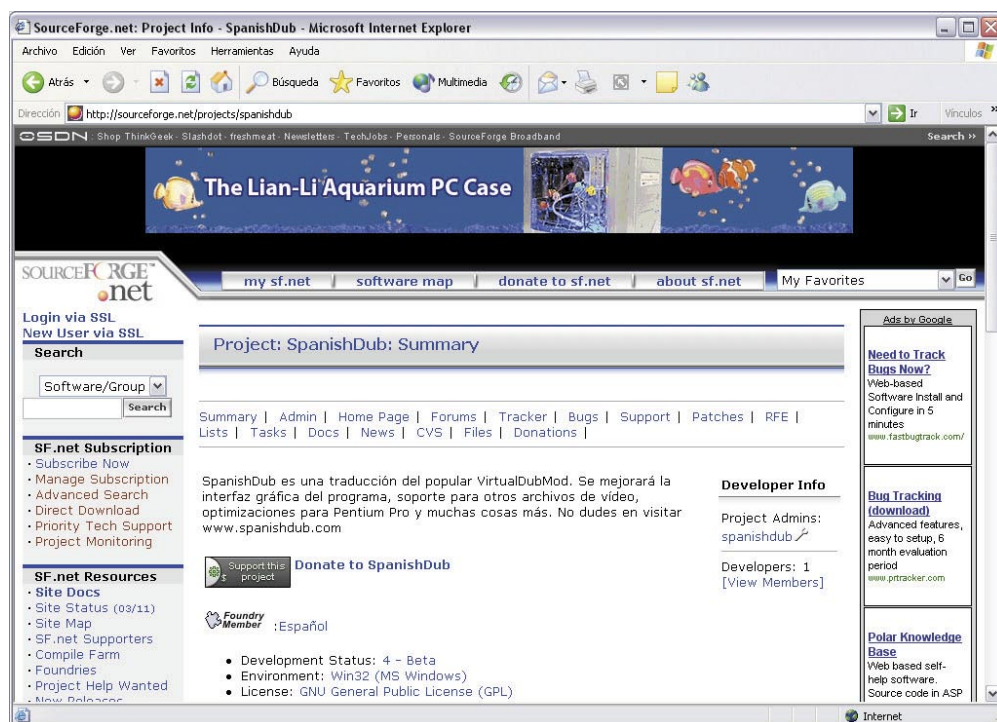 SourceForge.net: Project Info - SpanishDub - Microsoft Internet Explorer
Archivo Edición Ver Favoritos Herramientas Ayuda
Atrás Búsqueda Favoritos Multimedia
Dirección http://sourceforge.net/projects/spanishdub Ir Vínculos »
OSDN : Shop ThinkGeek - Slashdot - freshmeat - Newsletters - TechJobs - Personals - SourceForge Broadband Search ››
The Lian-Li Aquarium PC Case
SOURCEFORGE™
.net
my sf.net software map donate to sf.net about sf.net My Favorites Go
Login via SSL
New User via SSL
Search
Software/Group
Search
SF.net Subscription
· Subscribe Now
· Manage Subscription
· Advanced Search
· Direct Download
· Priority Tech Support
· Project Monitoring
SF.net Resources
· Site Docs
· Site Status (03/11)
· Site Map
· SF.net Supporters
· Compile Farm
· Foundries
· Project Help Wanted
· New Releases
Project: SpanishDub: Summary
Summary | Admin | Home Page | Forums | Tracker | Bugs | Support | Patches | RFE |
Lists | Tasks | Docs | News | CVS | Files | Donations |
SpanishDub es una traducción del popular VirtualDubMod. Se mejorará la
interfaz gráfica del programa, soporte para otros archivos de vídeo,
optimizaciones para Pentium Pro y muchas cosas más. No dudes en visitar
www.spanishdub.com
Support this
project
Donate to SpanishDub
Foundry
Member :Español
• Development Status: 4 - Beta
• Environment: Win32 (MS Windows)
• License: GNU General Public License (GPL)
Developer Info
Project Admins:
spanishdub
Developers: 1
[View Members]
Ads by Google
Need to Track
Bugs Now?
Web-based
Software Install and
Configure in 5
minutes
www.fastbugtrack.com/
Bug Tracking
(download)
Advanced features,
easy to setup, 6
month evaluation
period
www.prtracker.com
Polar Knowledge
Base
Web based self-
help software.
Source code in ASP
Internet